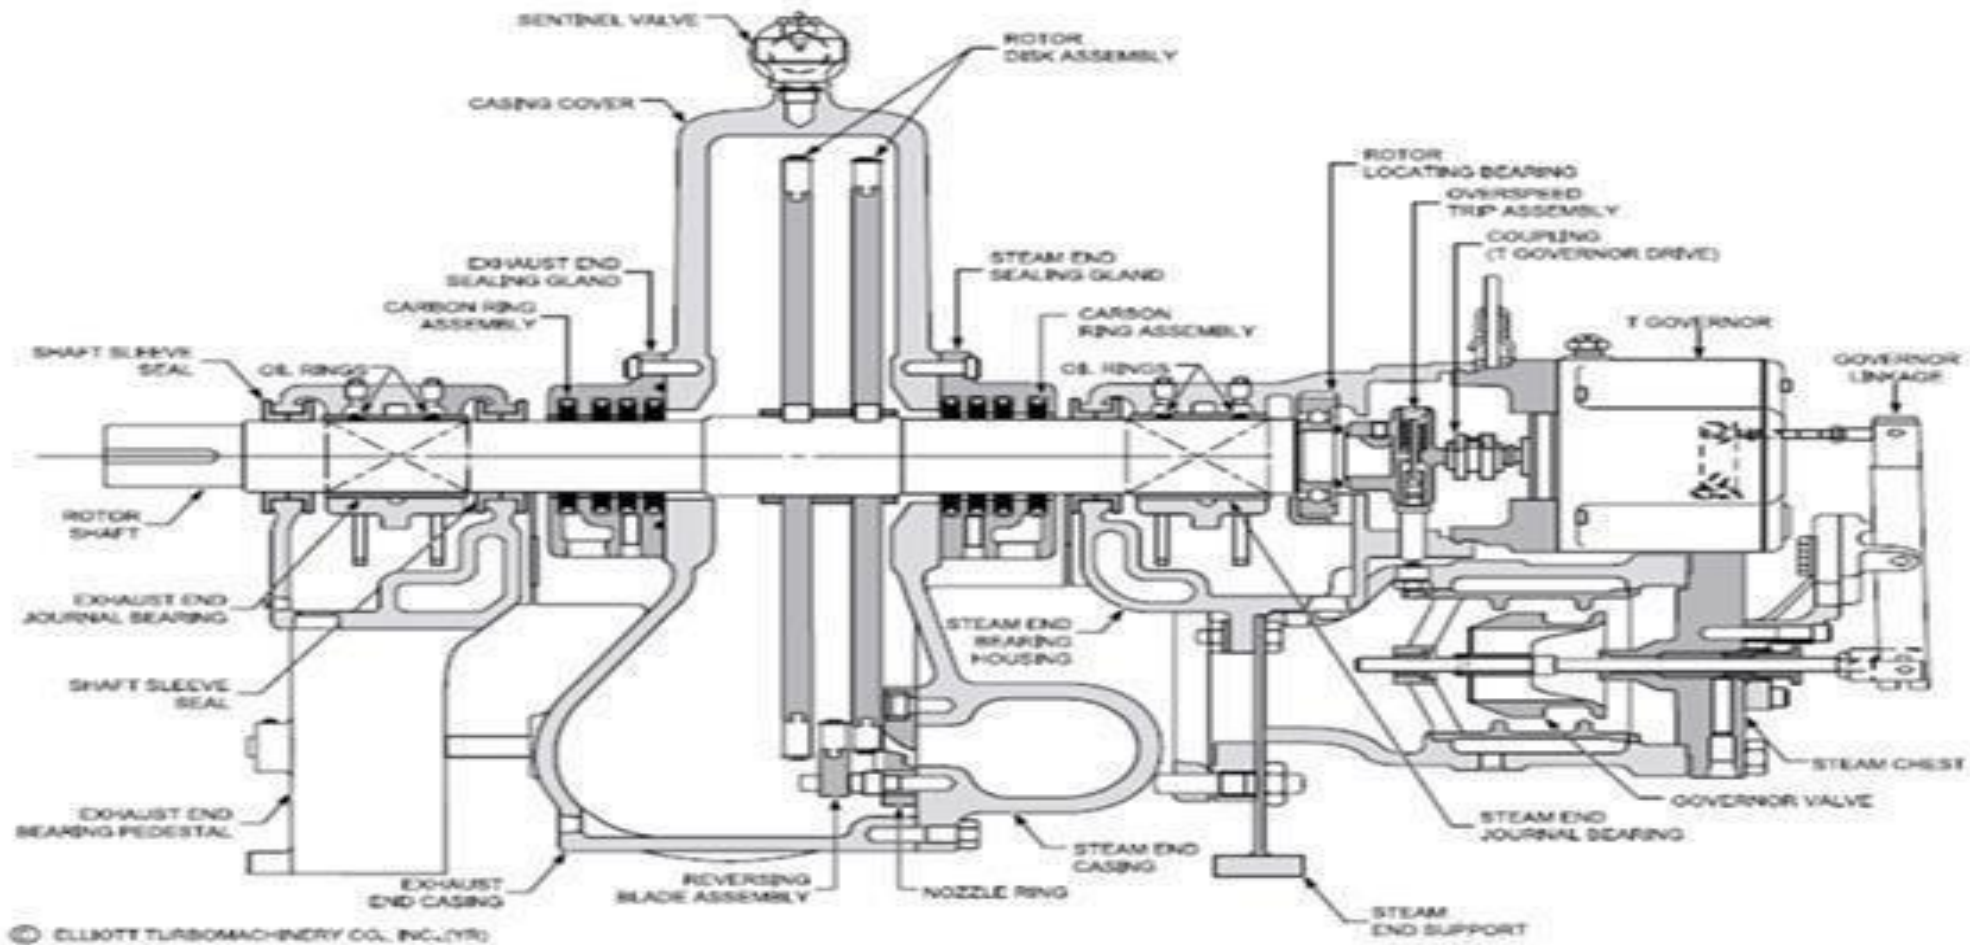 SENTINEL VALVE
ROTOR
DISK ASSEMBLY
CASING COVER
ROTOR
LOCATING BEARING
OVERSPEED
TRIP ASSEMBLY
COUPLING
(T GOVERNOR DRIVE)
EXHAUST END
SEALING GLAND
STEAM END
SEALING GLAND
CARBON RING
ASSEMBLY
CARBON
RING ASSEMBLY
T GOVERNOR
SHAFT SLEEVE
SEAL
OIL RINGS
OIL RINGS
GOVERNOR
LINKAGE
ROTOR
SHAFT
EXHAUST END
JOURNAL BEARING
STEAM END
BEARING
HOUSING
SHAFT SLEEVE
SEAL
STEAM CHEST
GOVERNOR VALVE
EXHAUST END
BEARING PEDESTAL
STEAM END
JOURNAL BEARING
STEAM END
CASING
EXHAUST
END CASING
REVERSING
BLADE ASSEMBLY
NOZZLE RING
STEAM
END SUPPORT
© ELLIOTT TURBOMACHINERY CO., INC.,(YR)